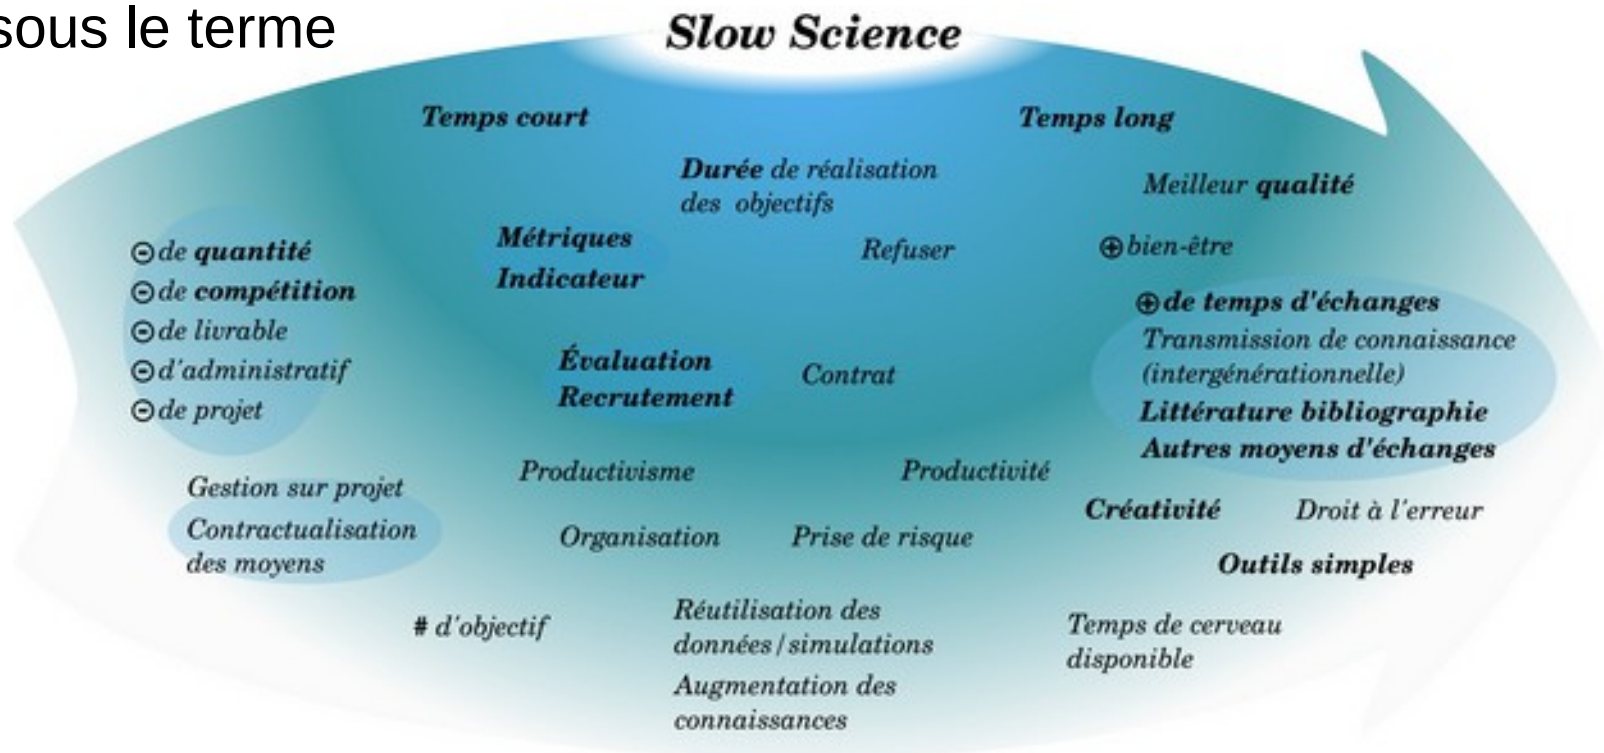 sous le terme
Slow Science
Temps court
Temps long
Durée de réalisation
des objectifs
Meilleur qualité
Métriques
Indicateur
Refuser
⊕ bien-être
⊖ de quantité
⊖ de compétition
⊖ de livrable
⊖ d'administratif
⊖ de projet
⊕ de temps d'échanges
Transmission de connaissance
(intergénérationnelle)
Littérature bibliographie
Autres moyens d'échanges
Évaluation
Recrutement
Contrat
Productivisme
Productivité
Gestion sur projet
Contractualisation
des moyens
Organisation
Prise de risque
Créativité
Droit à l'erreur
Outils simples
# d'objectif
Réutilisation des
données/simulations
Augmentation des
connaissances
Temps de cerveau
disponible